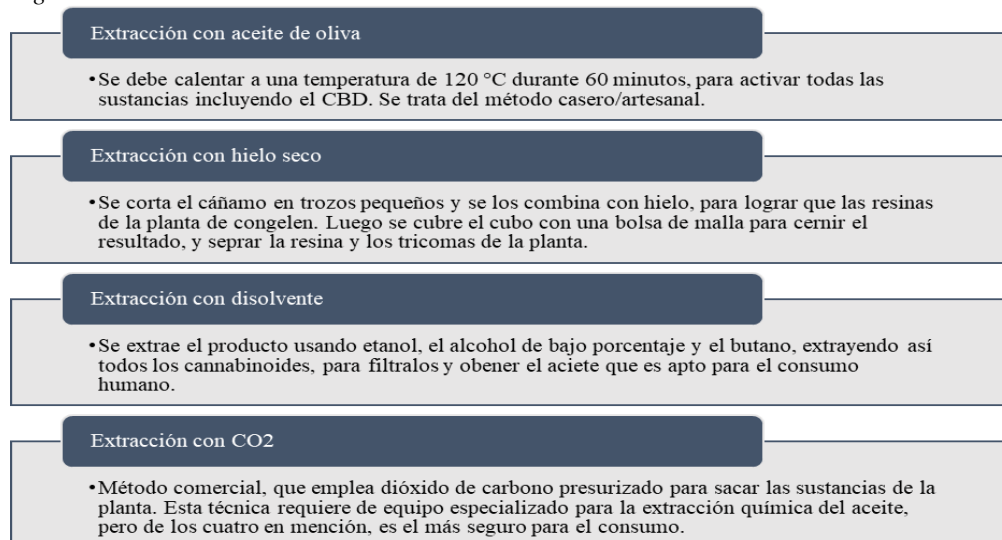 Extracción con aceite de oliva
•Se debe calentar a una temperatura de 120 °C durante 60 minutos, para activar todas las
sustancias incluyendo el CBD. Se trata del método casero/artesanal.
Extracción con hielo seco
•Se corta el cáñamo en trozos pequeños y se los combina con hielo, para lograr que las resinas
de la planta de congelen. Luego se cubre el cubo con una bolsa de malla para cernir el
resultado, y seprar la resina y los tricomas de la planta.
Extracción con disolvente
•Se extrae el producto usando etanol, el alcohol de bajo porcentaje y el butano, extrayendo así
todos los cannabinoides, para filtralos y obener el aciete que es apto para el consumo
humano.
Extracción con CO2
•Método comercial, que emplea dióxido de carbono presurizado para sacar las sustancias de la
planta. Esta técnica requiere de equipo especializado para la extracción química del aceite,
pero de los cuatro en mención, es el más seguro para el consumo.